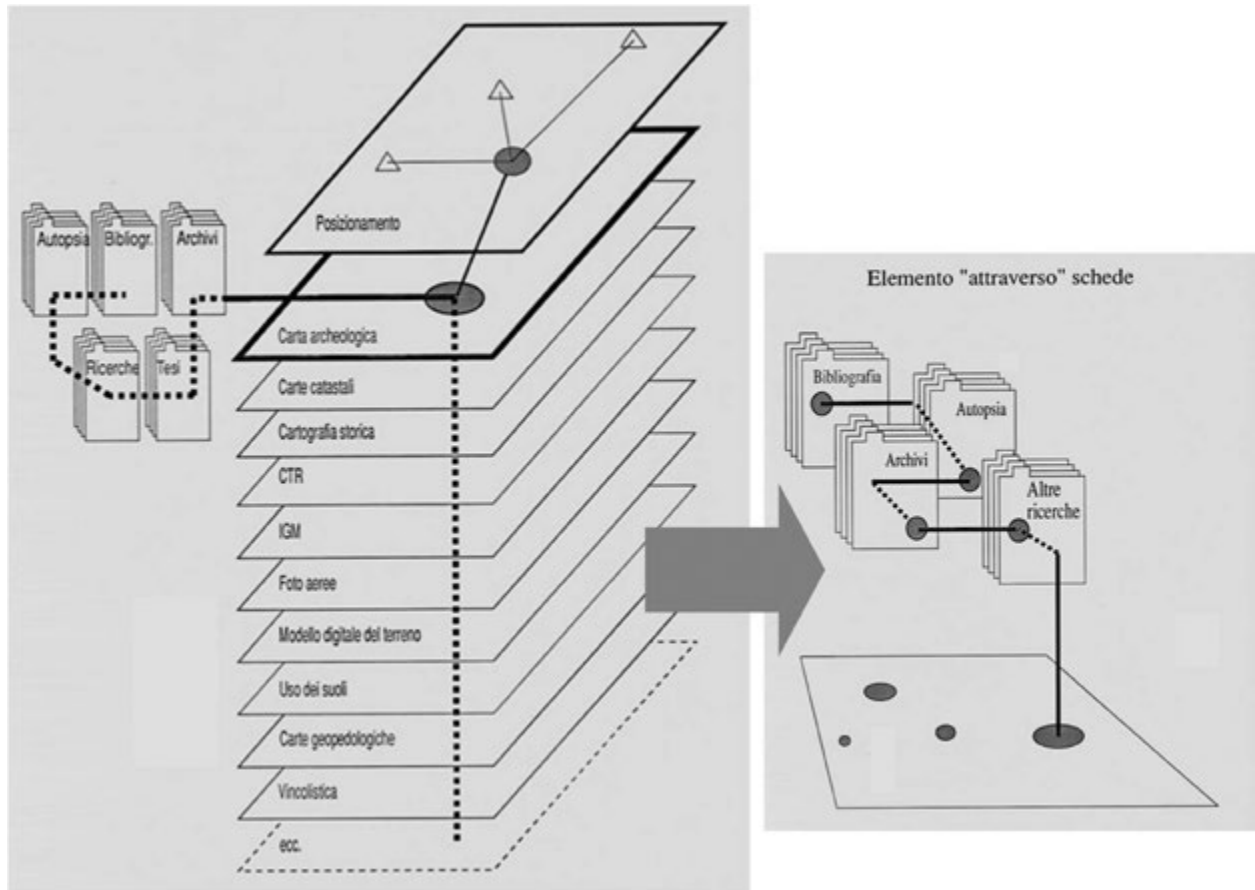 Posizionamento
Autopsia
Bibliogr.
Archivi
Ricerche
Tesi
Carta archeologica
Carte catastali
Cartografia storica
CTR
IGM
Foto aeree
Modello digitale del terreno
Uso dei suoli
Carte geopedologiche
Vincolistica
ecc.
Elemento "attraverso" schede
Bibliografia
Autopsia
Archivi
Altre
ricerche